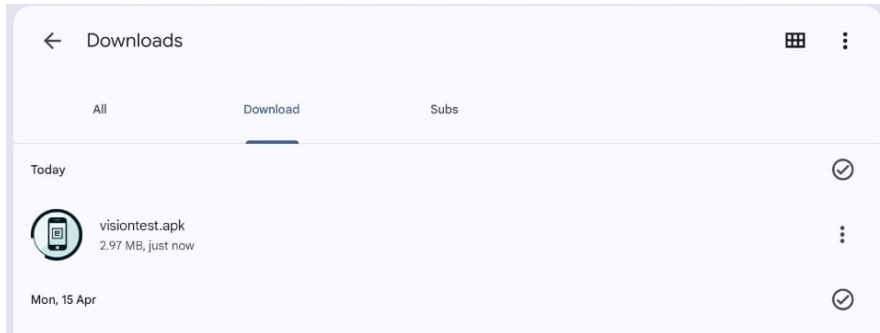 Downloads
All Download Subs
Today
visiontest.apk
2.97 MB, just now
Mon, 15 Apr